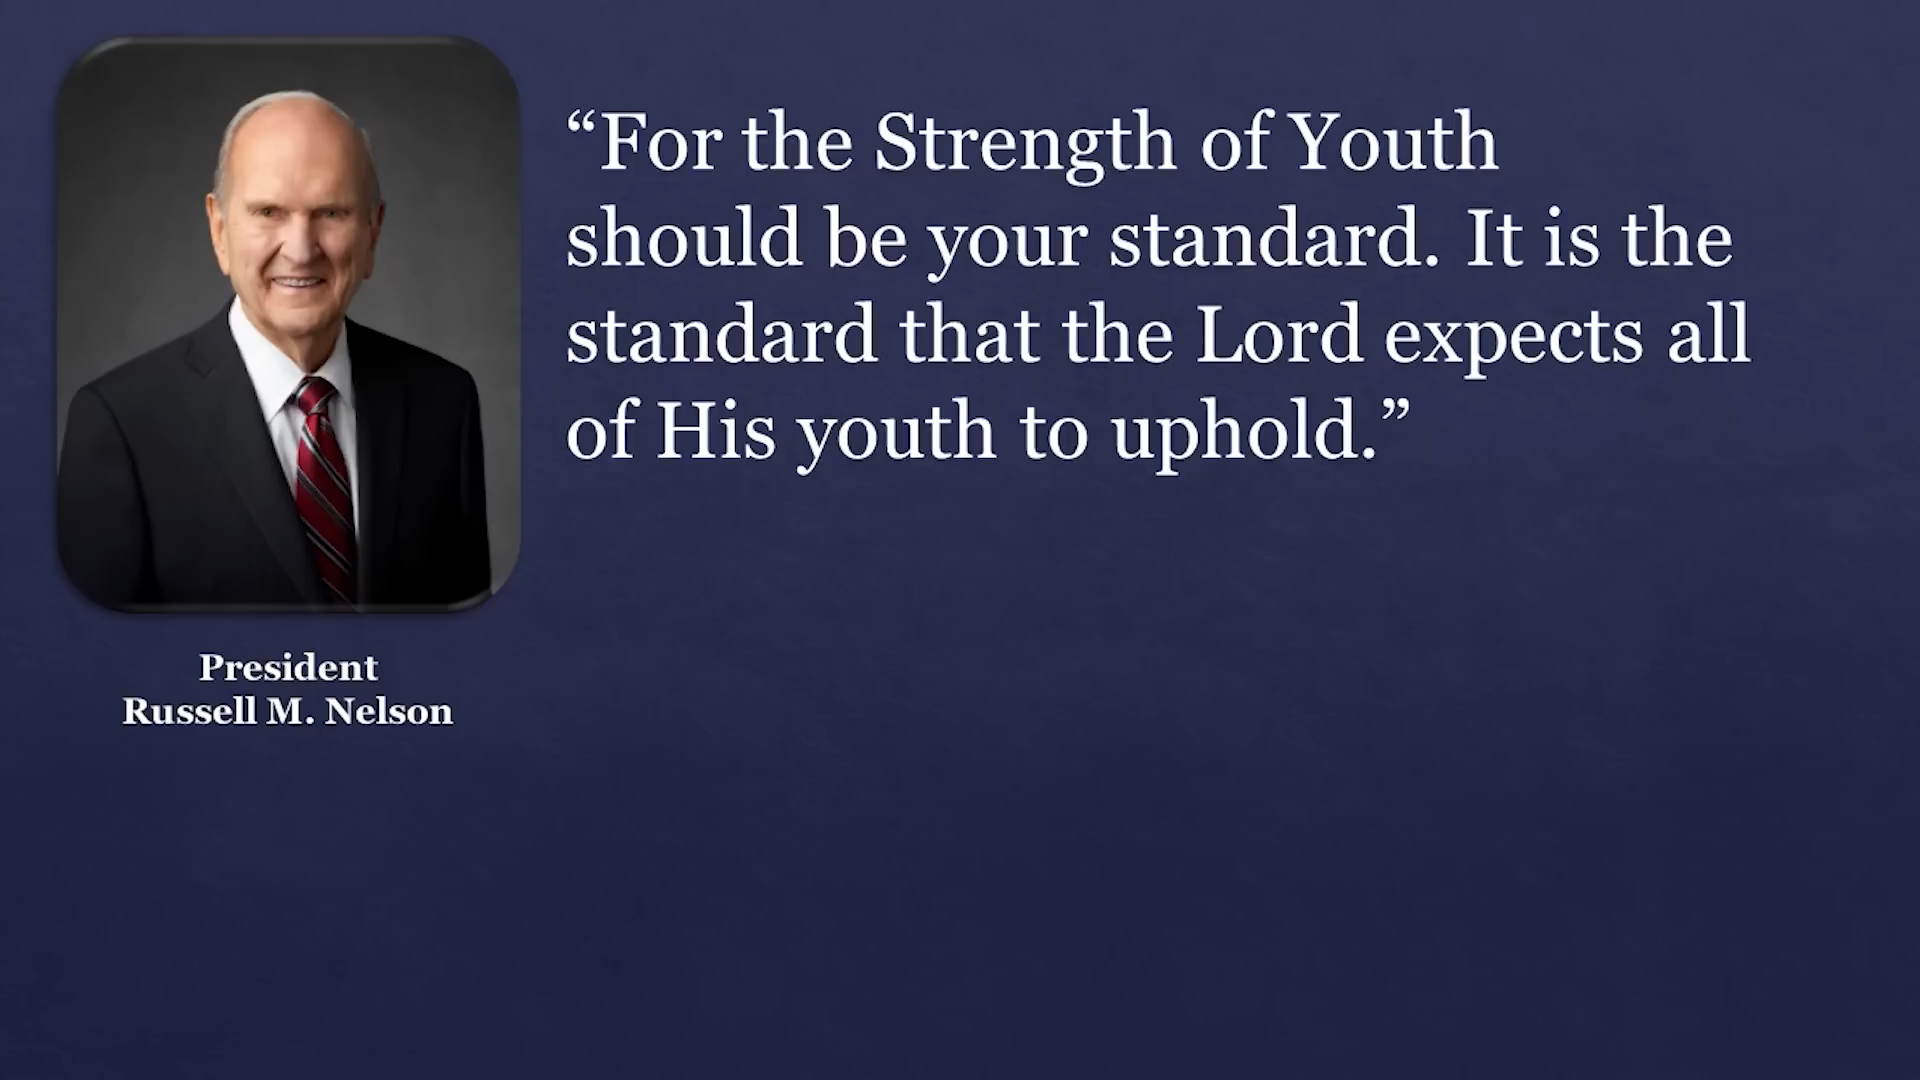 “For the Strength of Youth
should be your standard. It is the
standard that the Lord expects all
of His youth to uphold.”
President
Russell M. Nelson